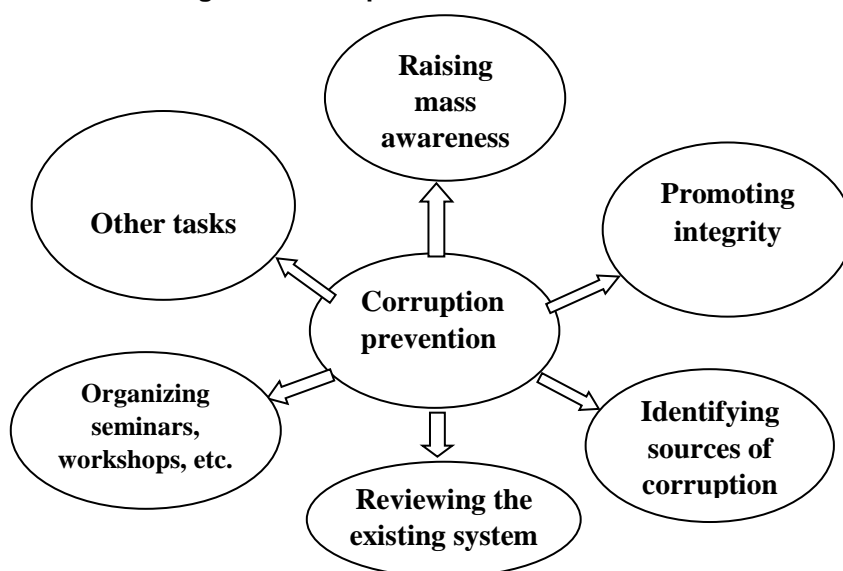 Raising
mass
awareness
Promoting
integrity
Other tasks
Corruption
prevention
Organizing
seminars,
workshops, etc.
Identifying
sources of
corruption
Reviewing the
existing system